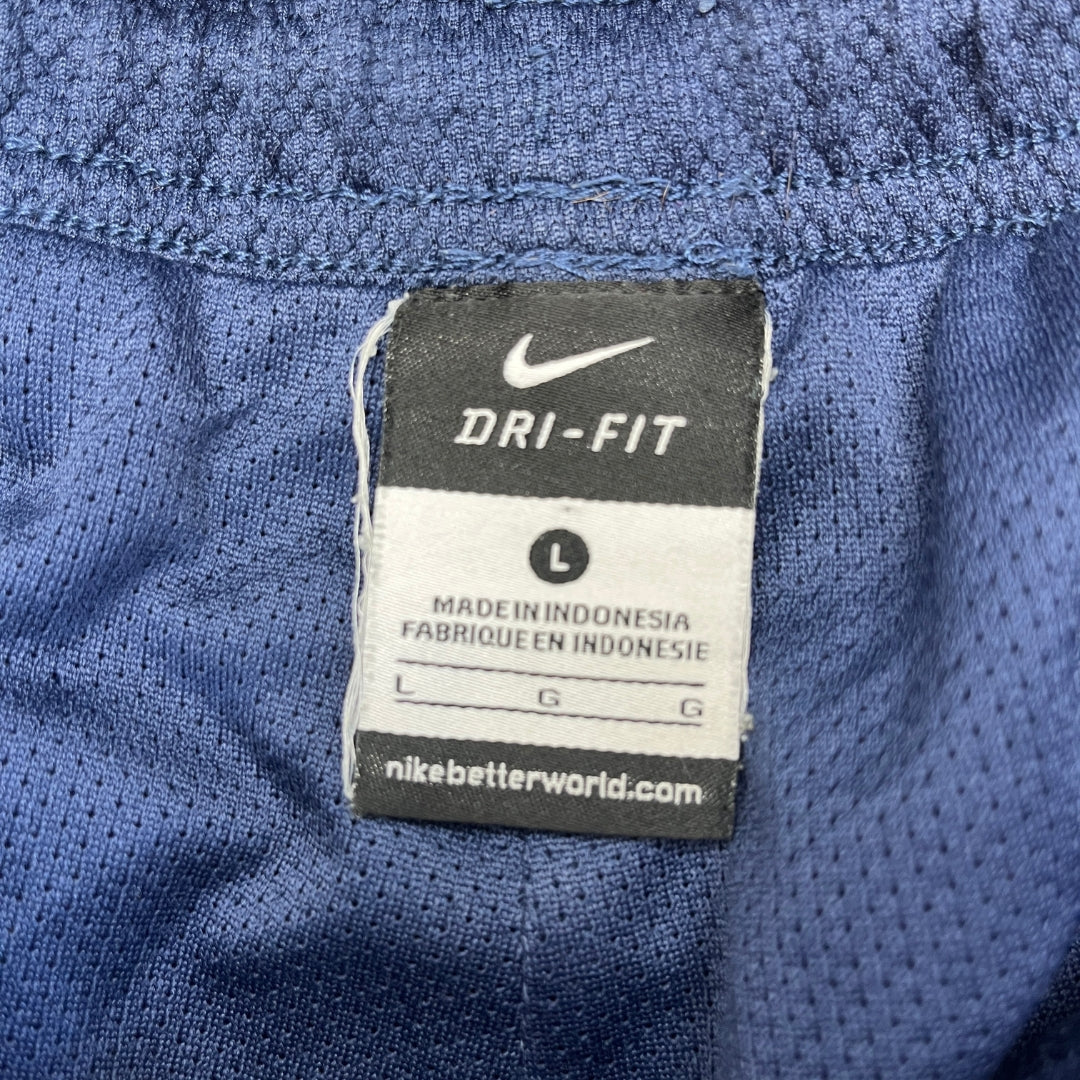 DRI-FIT
L
MADE IN INDONESIA
FABRIQUE EN INDONESIE
L G G
nikebetterworld.com